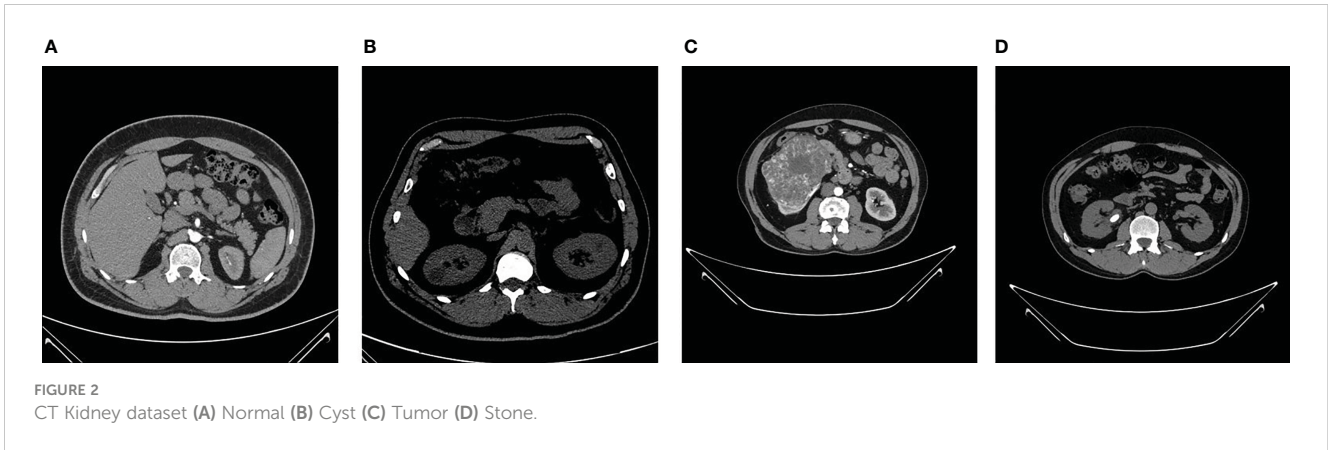 A B C D
FIGURE 2
CT Kidney dataset (A) Normal (B) Cyst (C) Tumor (D) Stone.